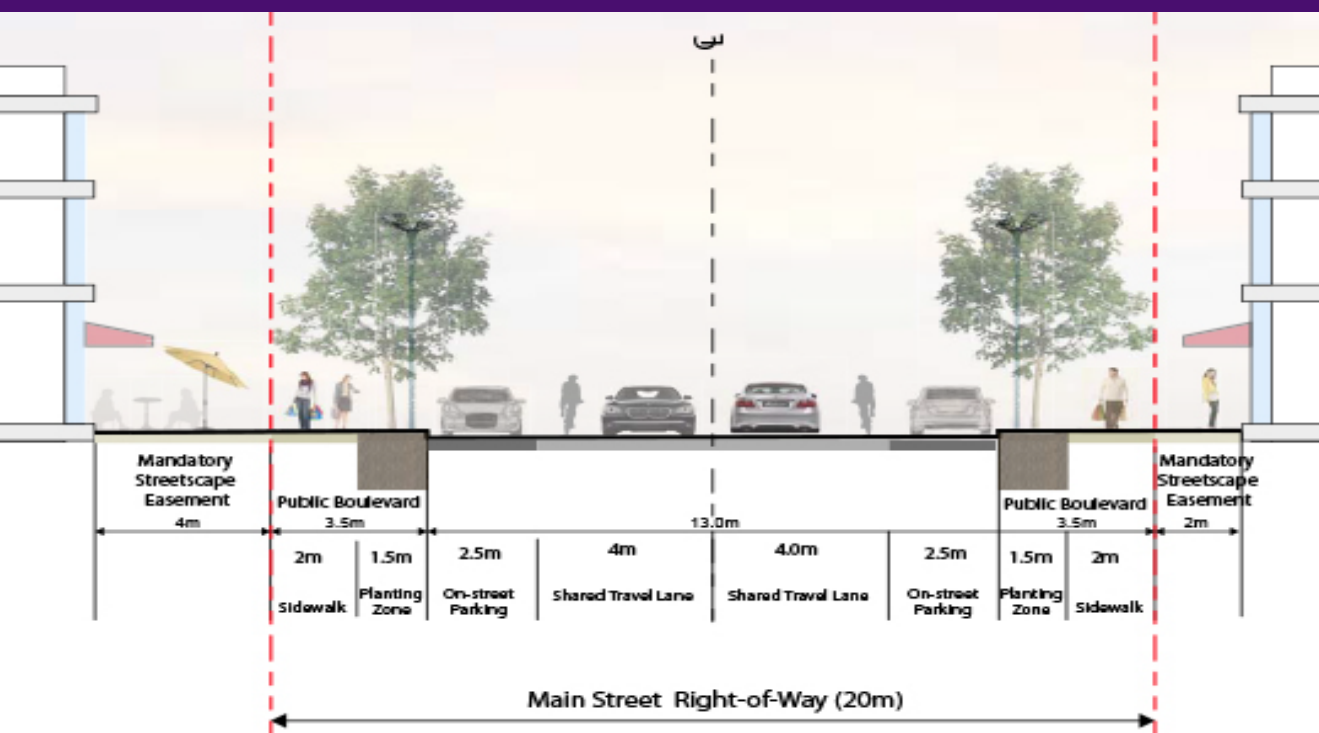 Mandatory
Streetscape
Easement
4m
Public Boulevard
3.5m
13.0m
Public Boulevard
3.5m
Mandatory
Streetscape
Easement
2m
2m
Sidewalk
1.5m
Planting
Zone
2.5m
On-street
Parking
4m
Shared Travel Lane
4.0m
Shared Travel Lane
2.5m
On-street
Parking
1.5m
Planting
Zone
2m
Sidewalk
Main Street Right-of-Way (20m)